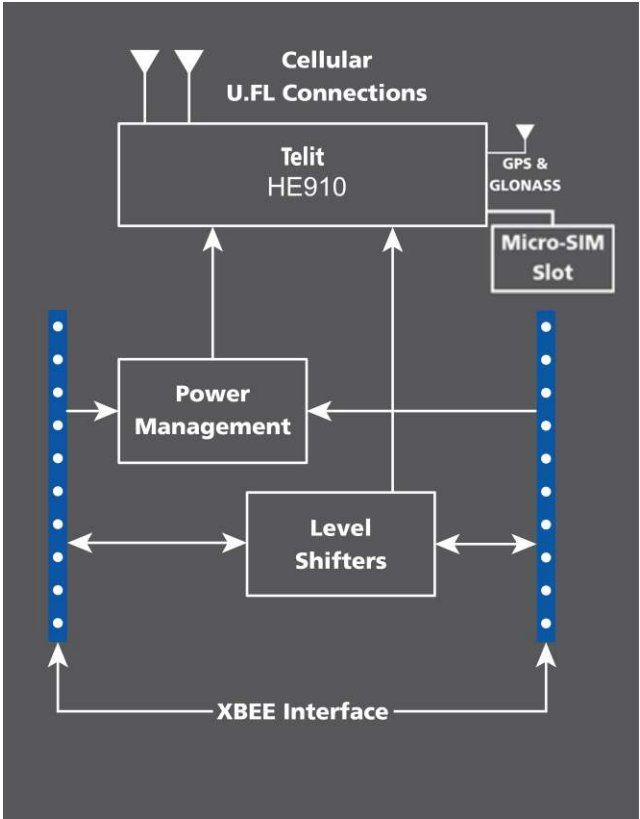 Cellular
U.FL Connections
Telit
HE910
GPS &
GLONASS
Micro-SIM
Slot
Power
Management
Level
Shifters
XBEE Interface